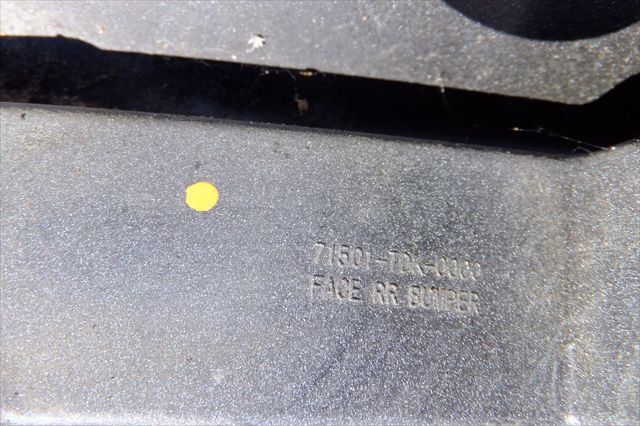 71501-TDK-0000
FACE RR BUMPER